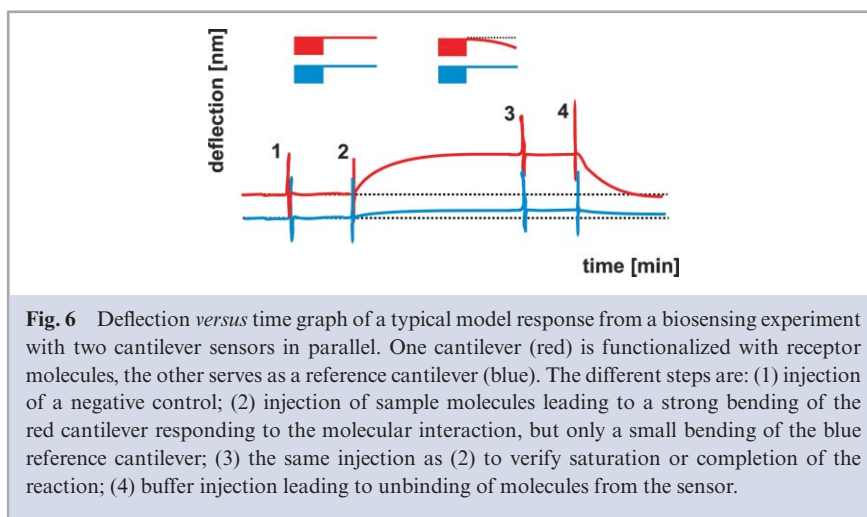 deflection [nm]
1
2
3
4
time [min]
Fig. 6 Deflection versus time graph of a typical model response from a biosensing experiment
with two cantilever sensors in parallel. One cantilever (red) is functionalized with receptor
molecules, the other serves as a reference cantilever (blue). The different steps are: (1) injection
of a negative control; (2) injection of sample molecules leading to a strong bending of the
red cantilever responding to the molecular interaction, but only a small bending of the blue
reference cantilever; (3) the same injection as (2) to verify saturation or completion of the
reaction; (4) buffer injection leading to unbinding of molecules from the sensor.